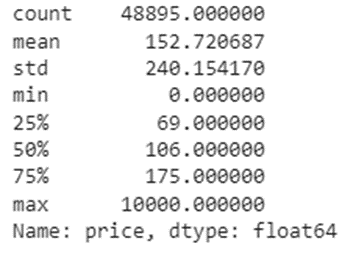 count    48895.000000
mean       152.720687
std        240.154170
min          0.000000
25%         69.000000
50%        106.000000
75%        175.000000
max      10000.000000
Name: price, dtype: float64